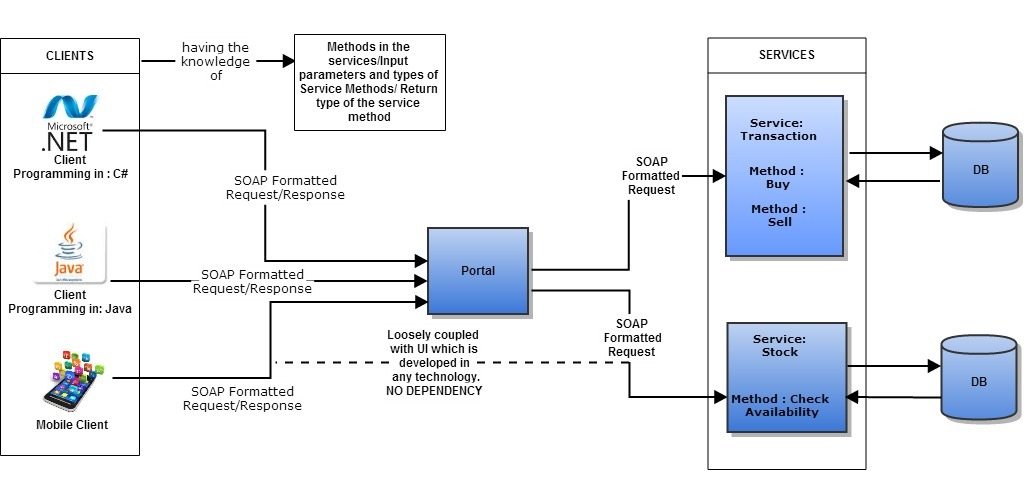 CLIENTS
having the
knowledge
of
Methods in the
services/Input
parameters and types of
Service Methods/ Return
type of the service
method
SERVICES
Microsoft®
.NET
Client
Programming in : C#
SOAP Formatted
Request/Response
Java
Client
Programming in: Java
SOAP Formatted
Request/Response
Mobile Client
SOAP Formatted
Request/Response
Portal
Loosely coupled
with UI which is
developed in
any technology.
NO DEPENDENCY
SOAP
Formatted
Request
SOAP
Formatted
Request
Service:
Transaction
Method :
Buy
Method :
Sell
DB
Service:
Stock
Method : Check
Availability
DB